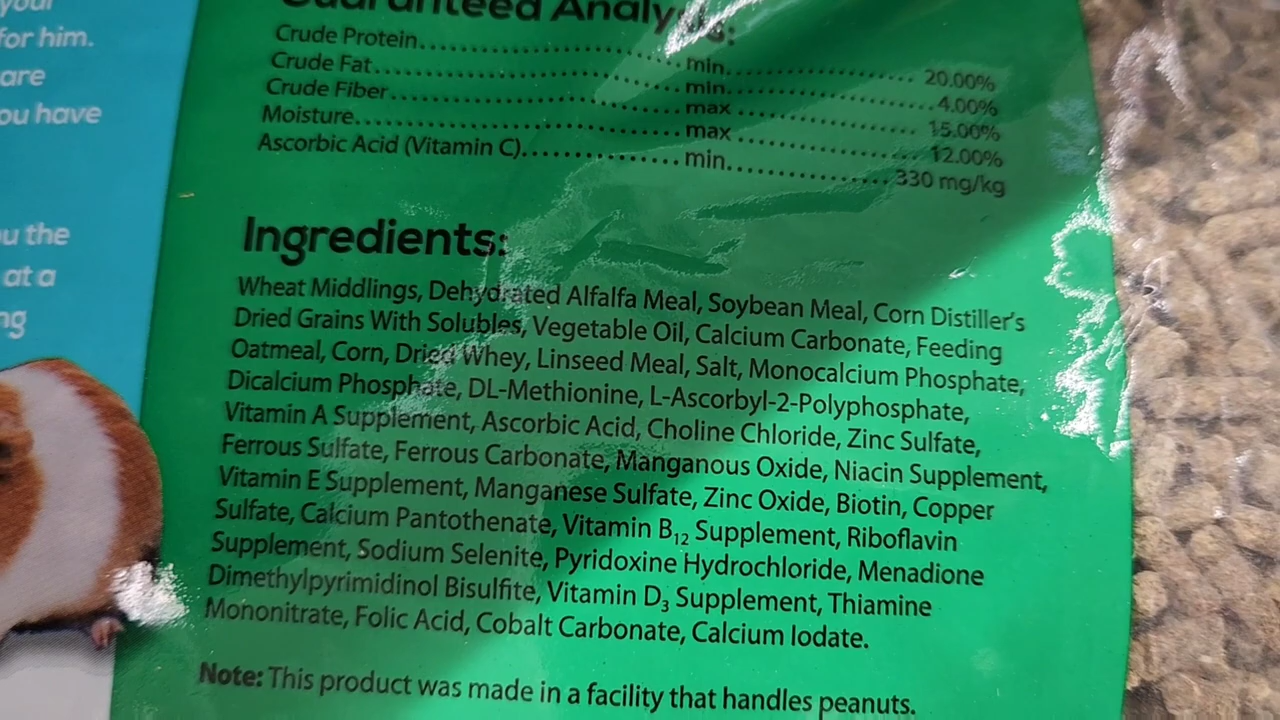 your
for him.
are
ou have
u the
at a
ng
Guaranteed Analysis:
Crude Protein min. 20.00%
Crude Fat min. 4.00%
Crude Fiber max 15.00%
Moisture max 12.00%
Ascorbic Acid (Vitamin C) min. 330 mg/kg
Ingredients:
Wheat Middlings, Dehydrated Alfalfa Meal, Soybean Meal, Corn Distiller's
Dried Grains With Solubles, Vegetable Oil, Calcium Carbonate, Feeding
Oatmeal, Corn, Dried Whey, Linseed Meal, Salt, Monocalcium Phosphate,
Dicalcium Phosphate, DL-Methionine, L-Ascorbyl-2-Polyphosphate,
Vitamin A Supplement, Ascorbic Acid, Choline Chloride, Zinc Sulfate,
Ferrous Sulfate, Ferrous Carbonate, Manganous Oxide, Niacin Supplement,
Vitamin E Supplement, Manganese Sulfate, Zinc Oxide, Biotin, Copper
Sulfate, Calcium Pantothenate, Vitamin B₁₂ Supplement, Riboflavin
Supplement, Sodium Selenite, Pyridoxine Hydrochloride, Menadione
Dimethylpyrimidinol Bisulfite, Vitamin D₃ Supplement, Thiamine
Mononitrate, Folic Acid, Cobalt Carbonate, Calcium Iodate.
Note: This product was made in a facility that handles peanuts.